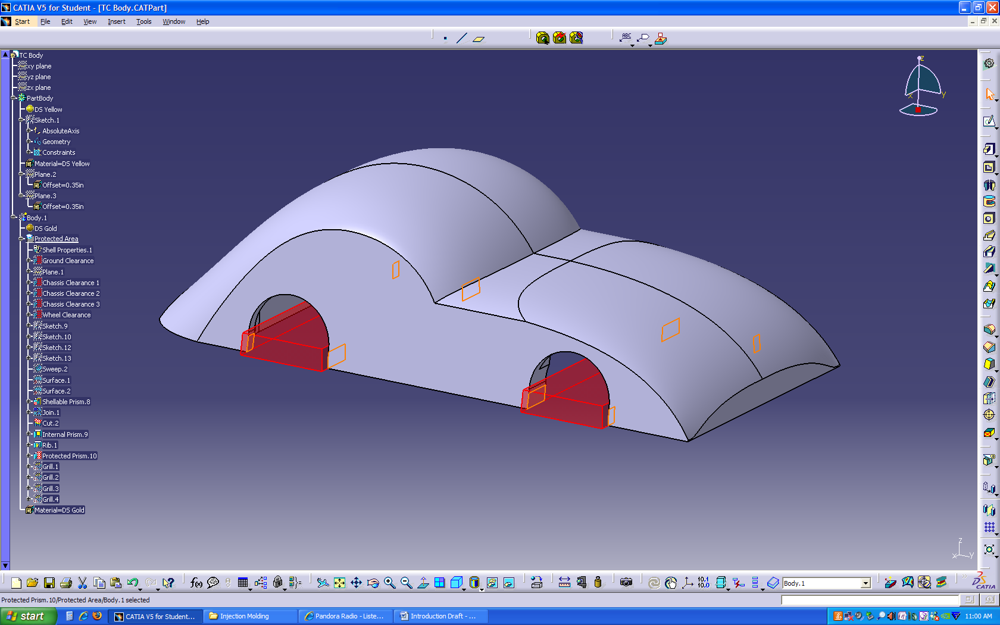 CATIA V5 for Student - [TC Body.CATPart]
Start File Edit View Insert Tools Window Help
ABC
TC Body
xy plane
yz plane
zx plane
PartBody
DS Yellow
Sketch.1
AbsoluteAxis
Geometry
Constraints
Material=DS Yellow
Plane.2
Offset=0.35in
Plane.3
Offset=0.35in
Body.1
DS Gold
Protected Area
Shell Properties.1
Ground Clearance
Plane.1
Chassis Clearance 1
Chassis Clearance 2
Chassis Clearance 3
Wheel Clearance
Sketch.9
Sketch.10
Sketch.12
Sketch.13
Sweep.2
Surface.1
Surface.2
Shellable Prism.8
Join.1
Cut.2
Internal Prism.9
Rib.1
Protected Prism.10
Grill.1
Grill.2
Grill.3
Grill.4
Material=DS Gold
z
x y
z
x y
f(x) 10.1 10.0 Body.1 CATIA
Protected Prism.10/Protected Area/Body.1 selected
start CATIA V5 for Student... Injection Molding Pandora Radio - Liste... Introduction Draft - ... 11:00 AM